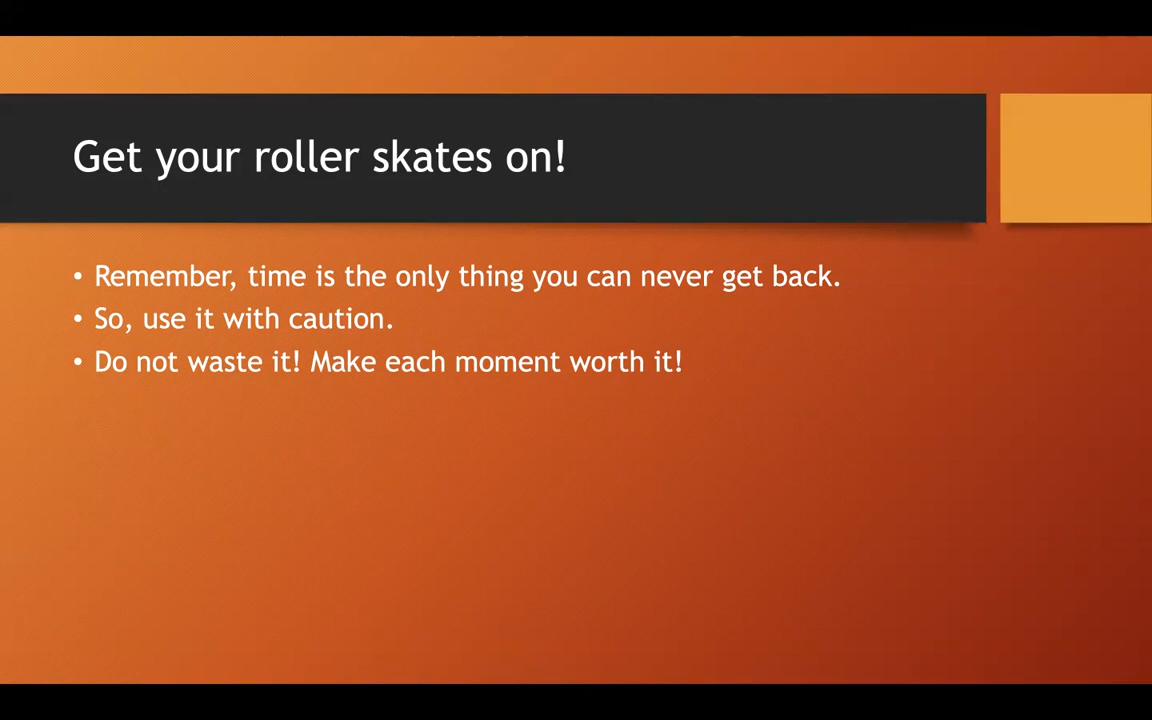 Get your roller skates on!
• Remember, time is the only thing you can never get back.
• So, use it with caution.
• Do not waste it! Make each moment worth it!